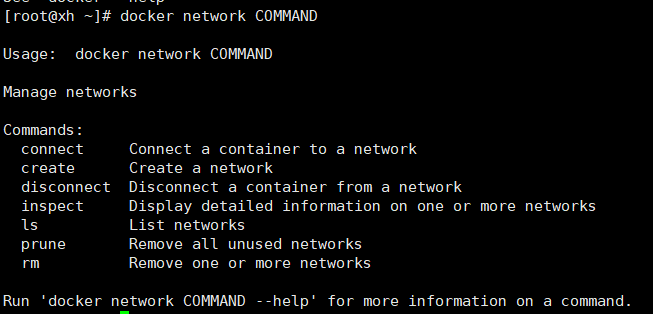 [root@xh ~]# docker network COMMAND
Usage:  docker network COMMAND
Manage networks
Commands:
  connect     Connect a container to a network
  create      Create a network
  disconnect  Disconnect a container from a network
  inspect     Display detailed information on one or more networks
  ls          List networks
  prune       Remove all unused networks
  rm          Remove one or more networks
Run 'docker network COMMAND --help' for more information on a command.